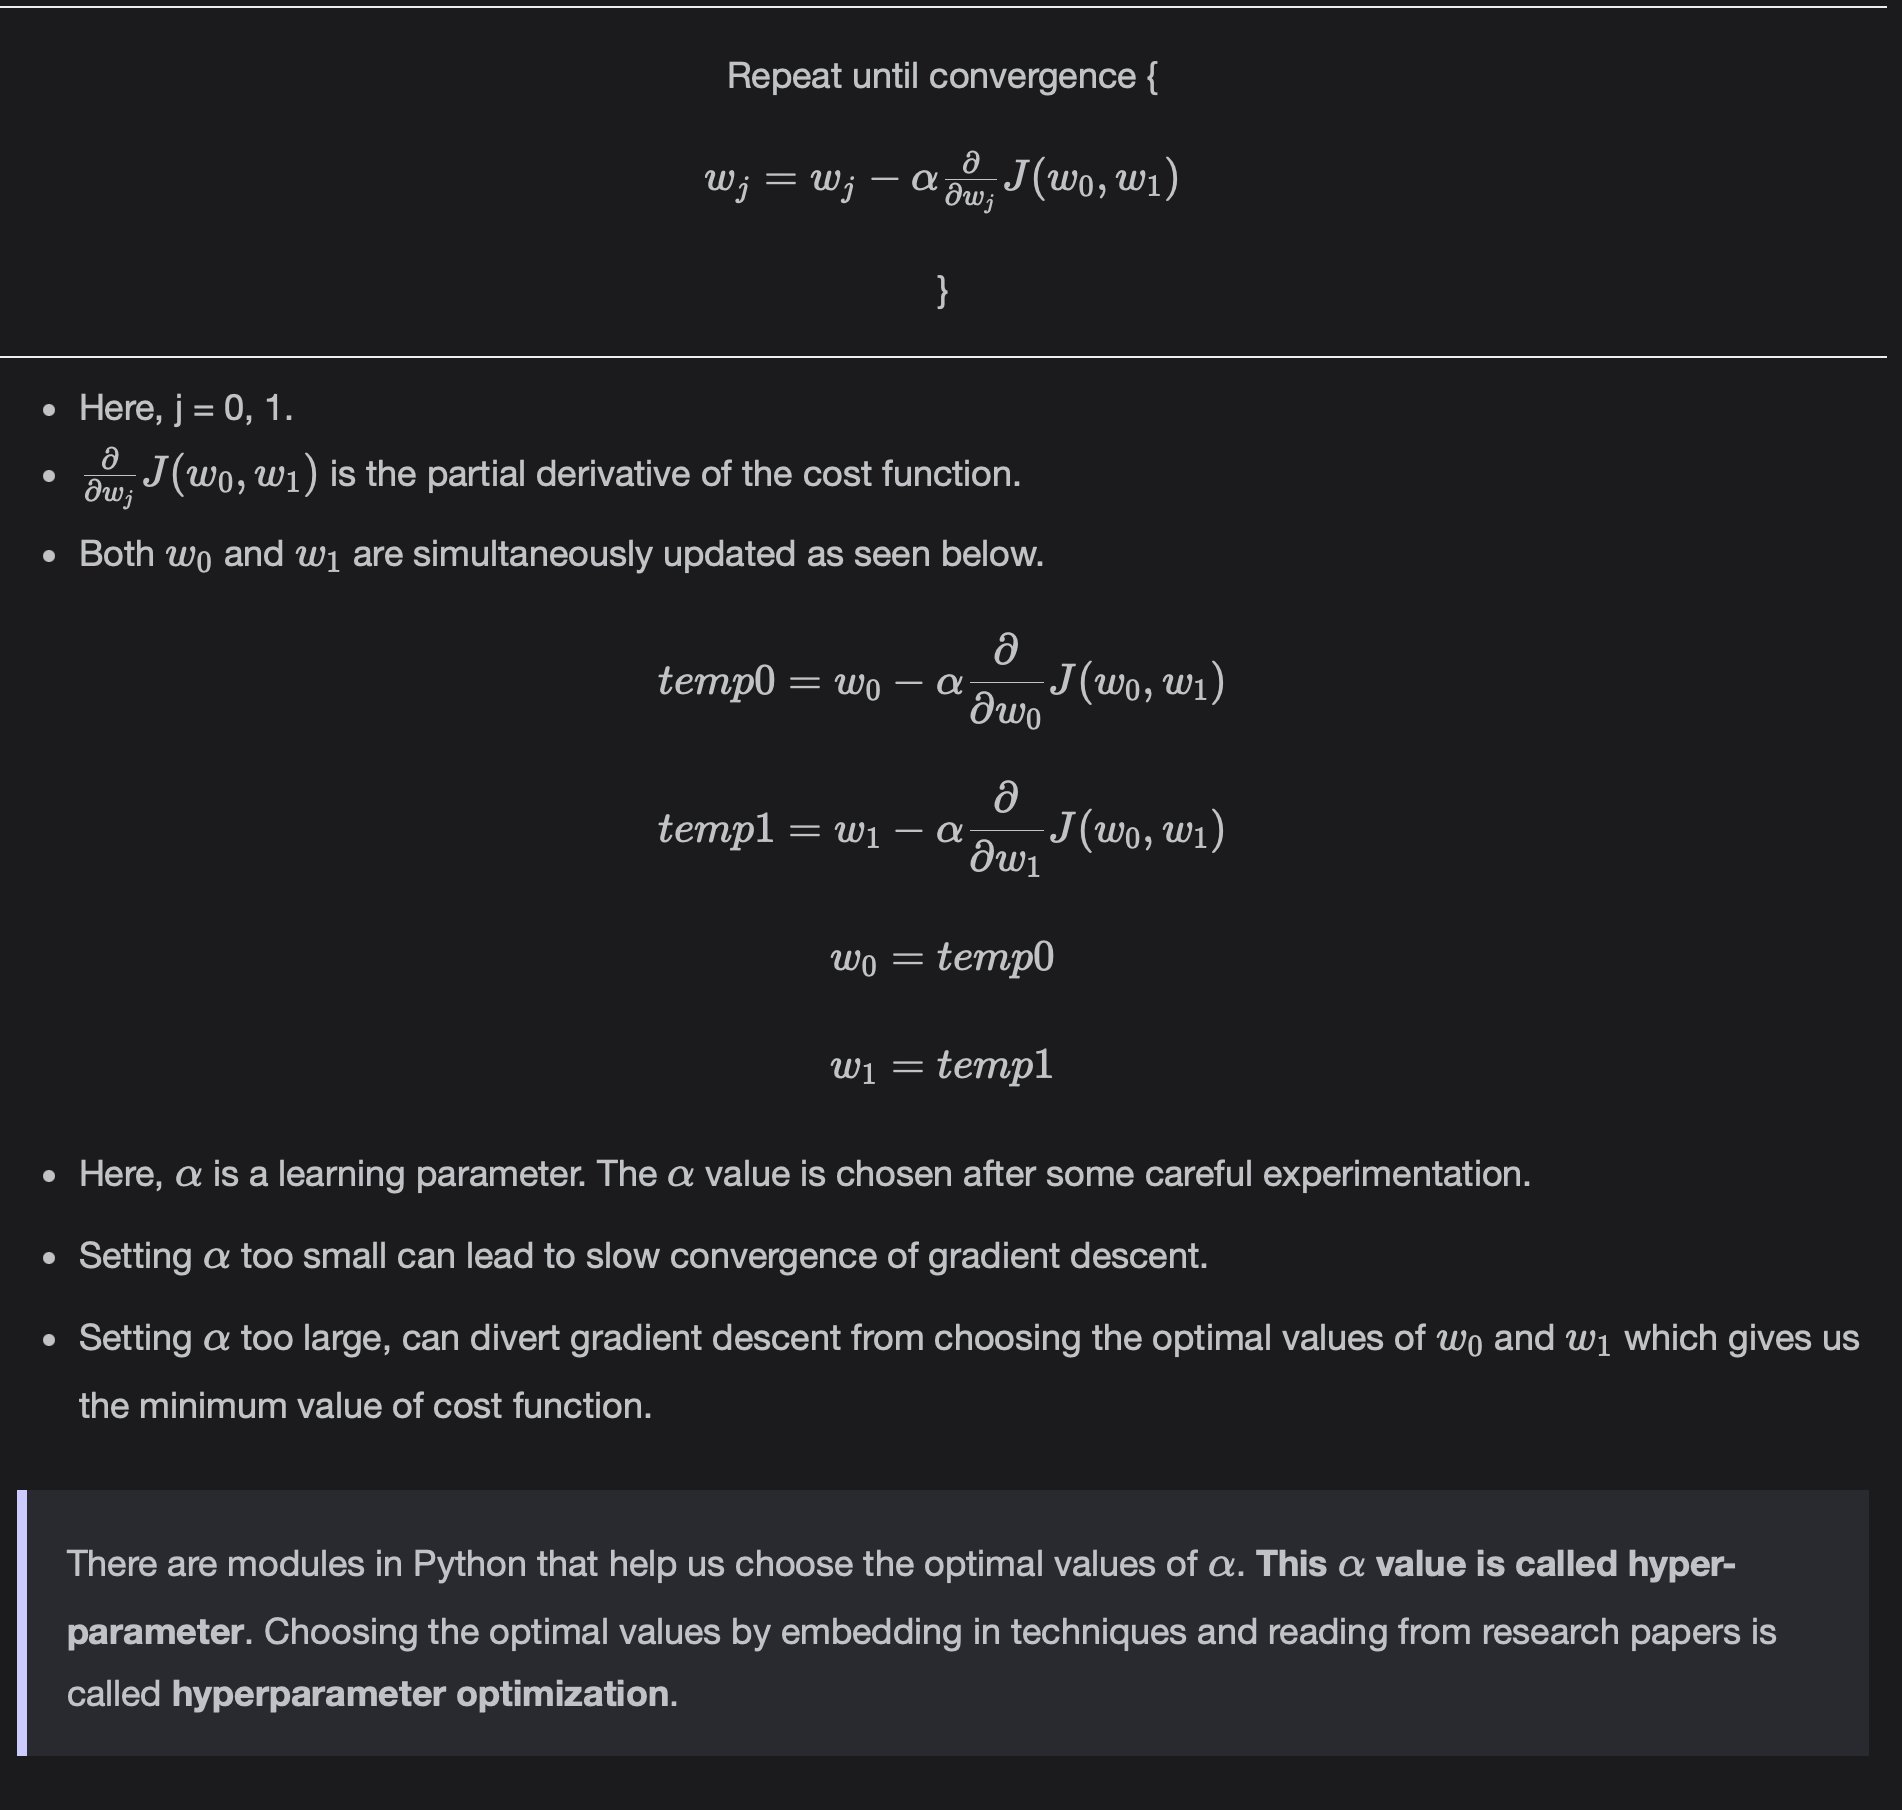 Repeat until convergence {
$w_j = w_j - \alpha \frac{\partial}{\partial w_j} J(w_0, w_1)$
}
• Here, j = 0, 1.
• $\frac{\partial}{\partial w_j} J(w_0, w_1)$ is the partial derivative of the cost function.
• Both $w_0$ and $w_1$ are simultaneously updated as seen below.
$temp0 = w_0 - \alpha \frac{\partial}{\partial w_0} J(w_0, w_1)$
$temp1 = w_1 - \alpha \frac{\partial}{\partial w_1} J(w_0, w_1)$
$w_0 = temp0$
$w_1 = temp1$
• Here, $\alpha$ is a learning parameter. The $\alpha$ value is chosen after some careful experimentation.
• Setting $\alpha$ too small can lead to slow convergence of gradient descent.
• Setting $\alpha$ too large, can divert gradient descent from choosing the optimal values of $w_0$ and $w_1$ which gives us
the minimum value of cost function.
There are modules in Python that help us choose the optimal values of $\alpha$. This $\alpha$ value is called hyper-
parameter. Choosing the optimal values by embedding in techniques and reading from research papers is
called hyperparameter optimization.